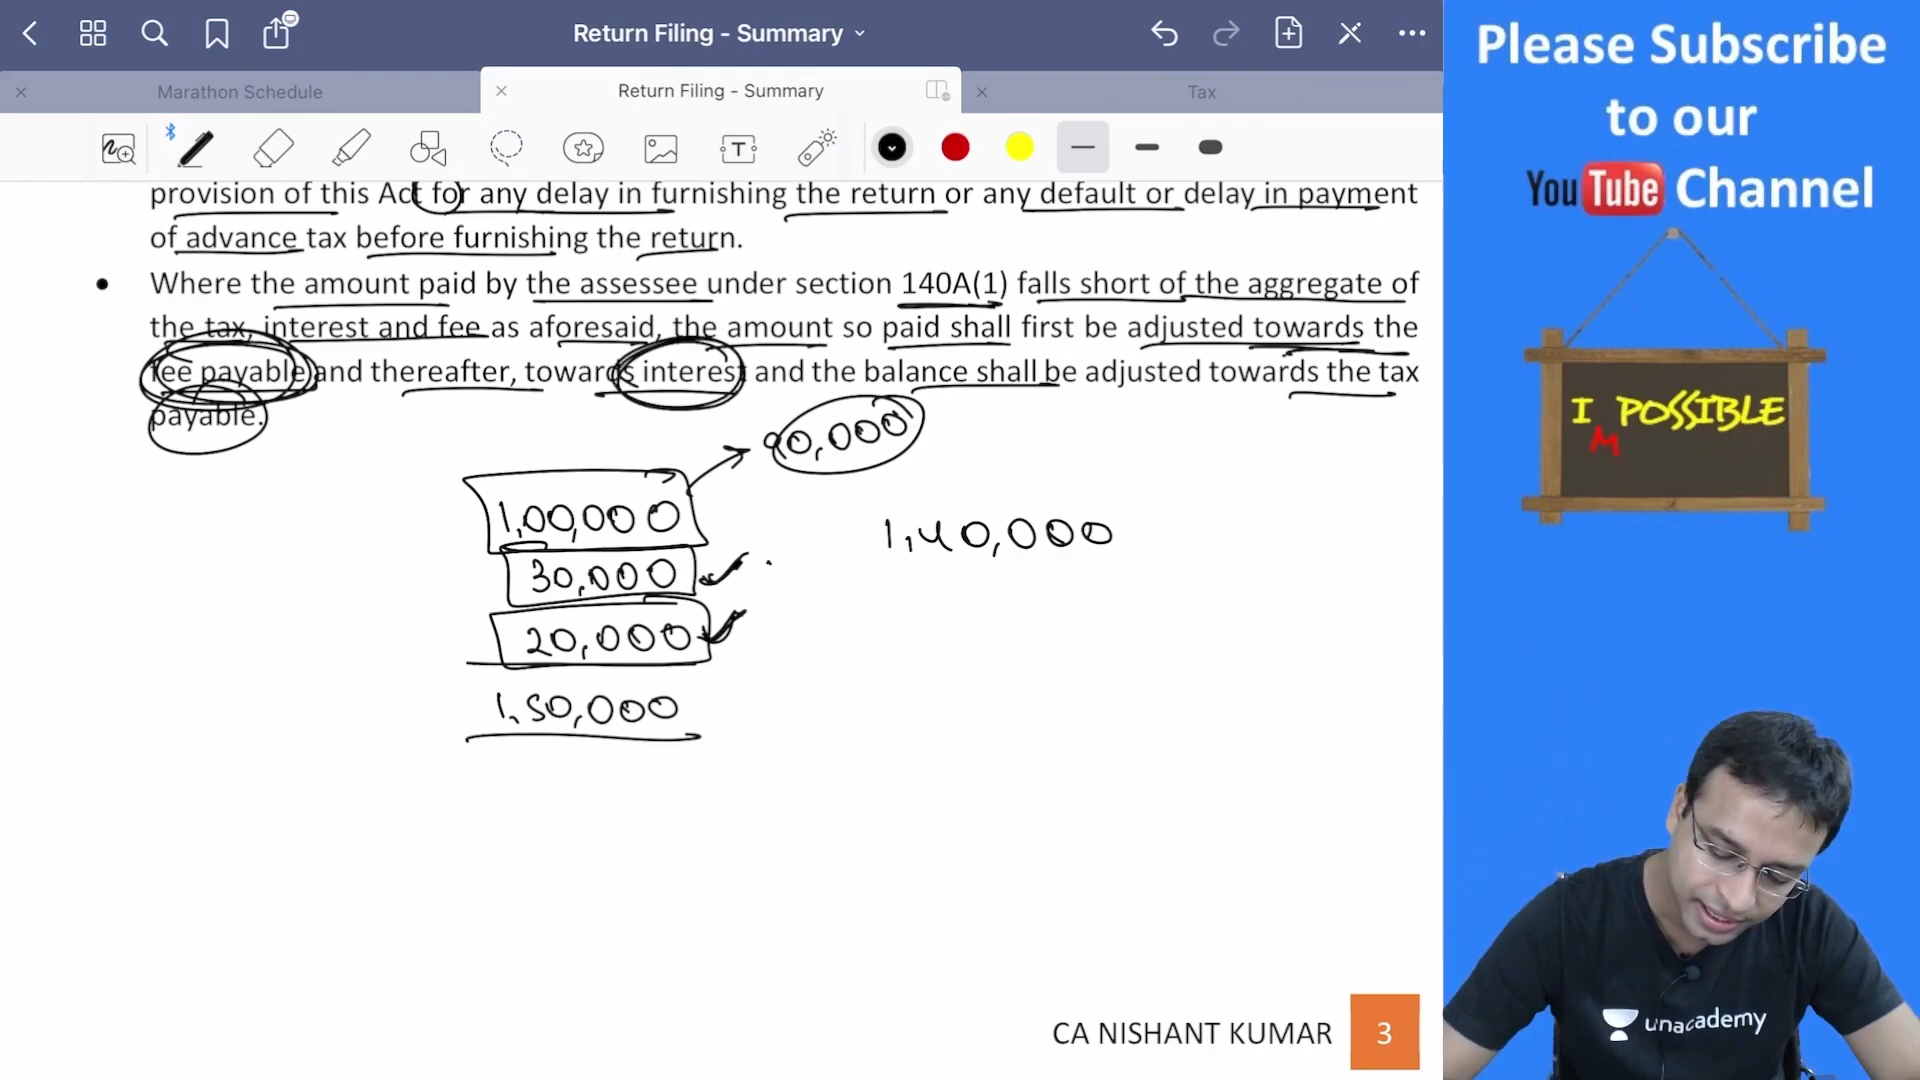 Return Filing - Summary
Marathon Schedule
Return Filing - Summary
Tax
provision of this Act for any delay in furnishing the return or any default or delay in payment
of advance tax before furnishing the return.
• Where the amount paid by the assessee under section 140A(1) falls short of the aggregate of
the tax, interest and fee as aforesaid, the amount so paid shall first be adjusted towards the
fee payable and thereafter, towards interest and the balance shall be adjusted towards the tax
payable.
90,000
1,00,000
1,40,000
30,000
20,000
1,50,000
CA NISHANT KUMAR 3
Please Subscribe
to our
YouTube Channel
I POSSIBLE
M
unacademy